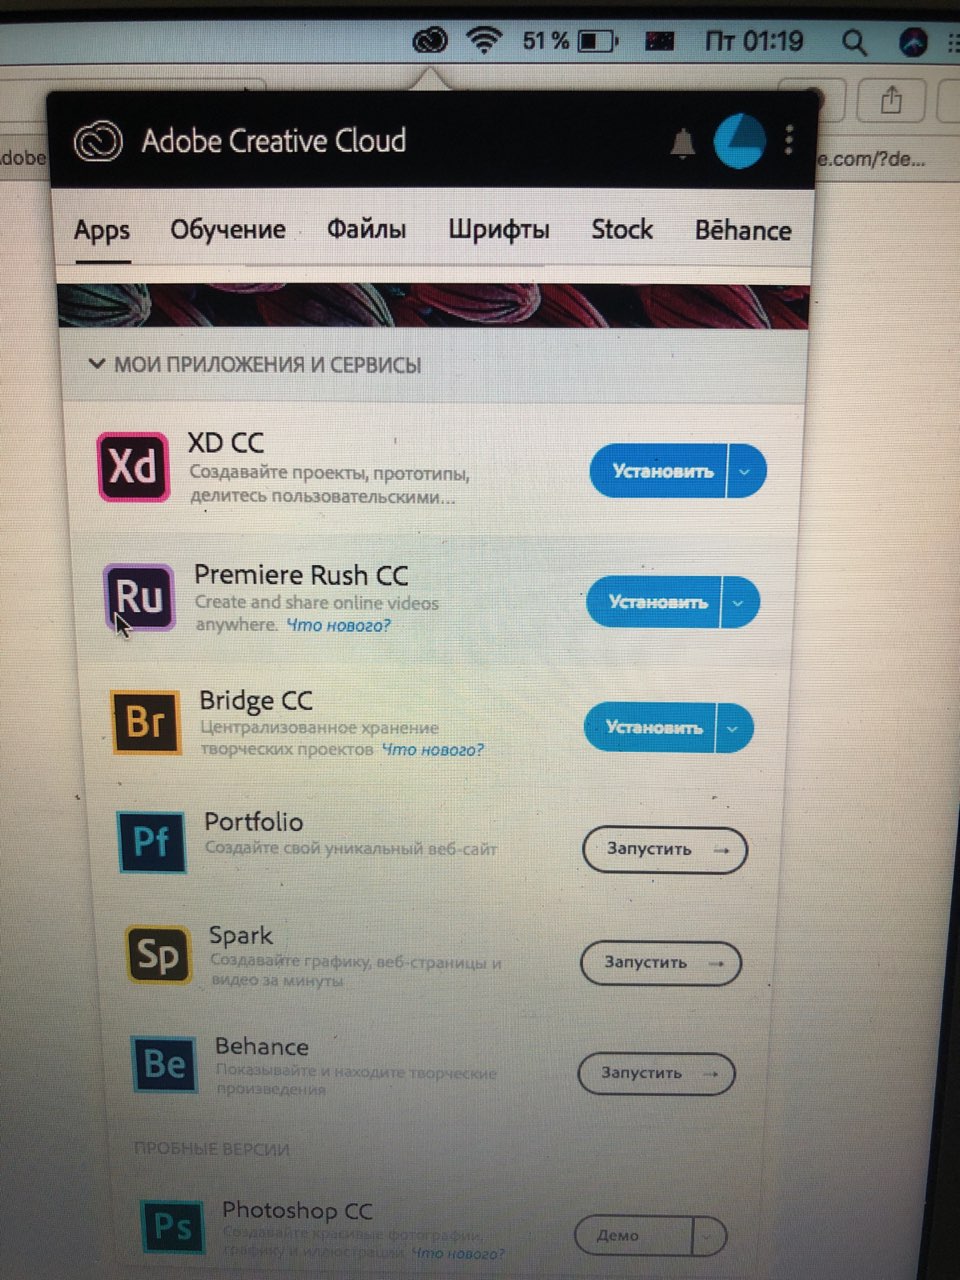 51 %
Пт 01:19
Adobe Creative Cloud
dobe
e.com/?de...
Apps Обучение Файлы Шрифты Stock Bēhance
МОИ ПРИЛОЖЕНИЯ И СЕРВИСЫ
Xd
XD CC
Создавайте проекты, прототипы,
делитесь пользовательскими...
Установить
Ru
Premiere Rush CC
Create and share online videos
anywhere. Что нового?
Установить
Br
Bridge CC
Централизованное хранение
творческих проектов Что нового?
Установить
Pf
Portfolio
Создайте свой уникальный веб-сайт
Запустить →
Sp
Spark
Создавайте графику, веб-страницы и
видео за минуты
Запустить →
Be
Behance
Показывайте и находите творческие
произведения
Запустить →
ПРОБНЫЕ ВЕРСИИ
Ps
Photoshop CC
Создавайте красивые фотографии,
графику и иллюстрации. Что нового?
Демо